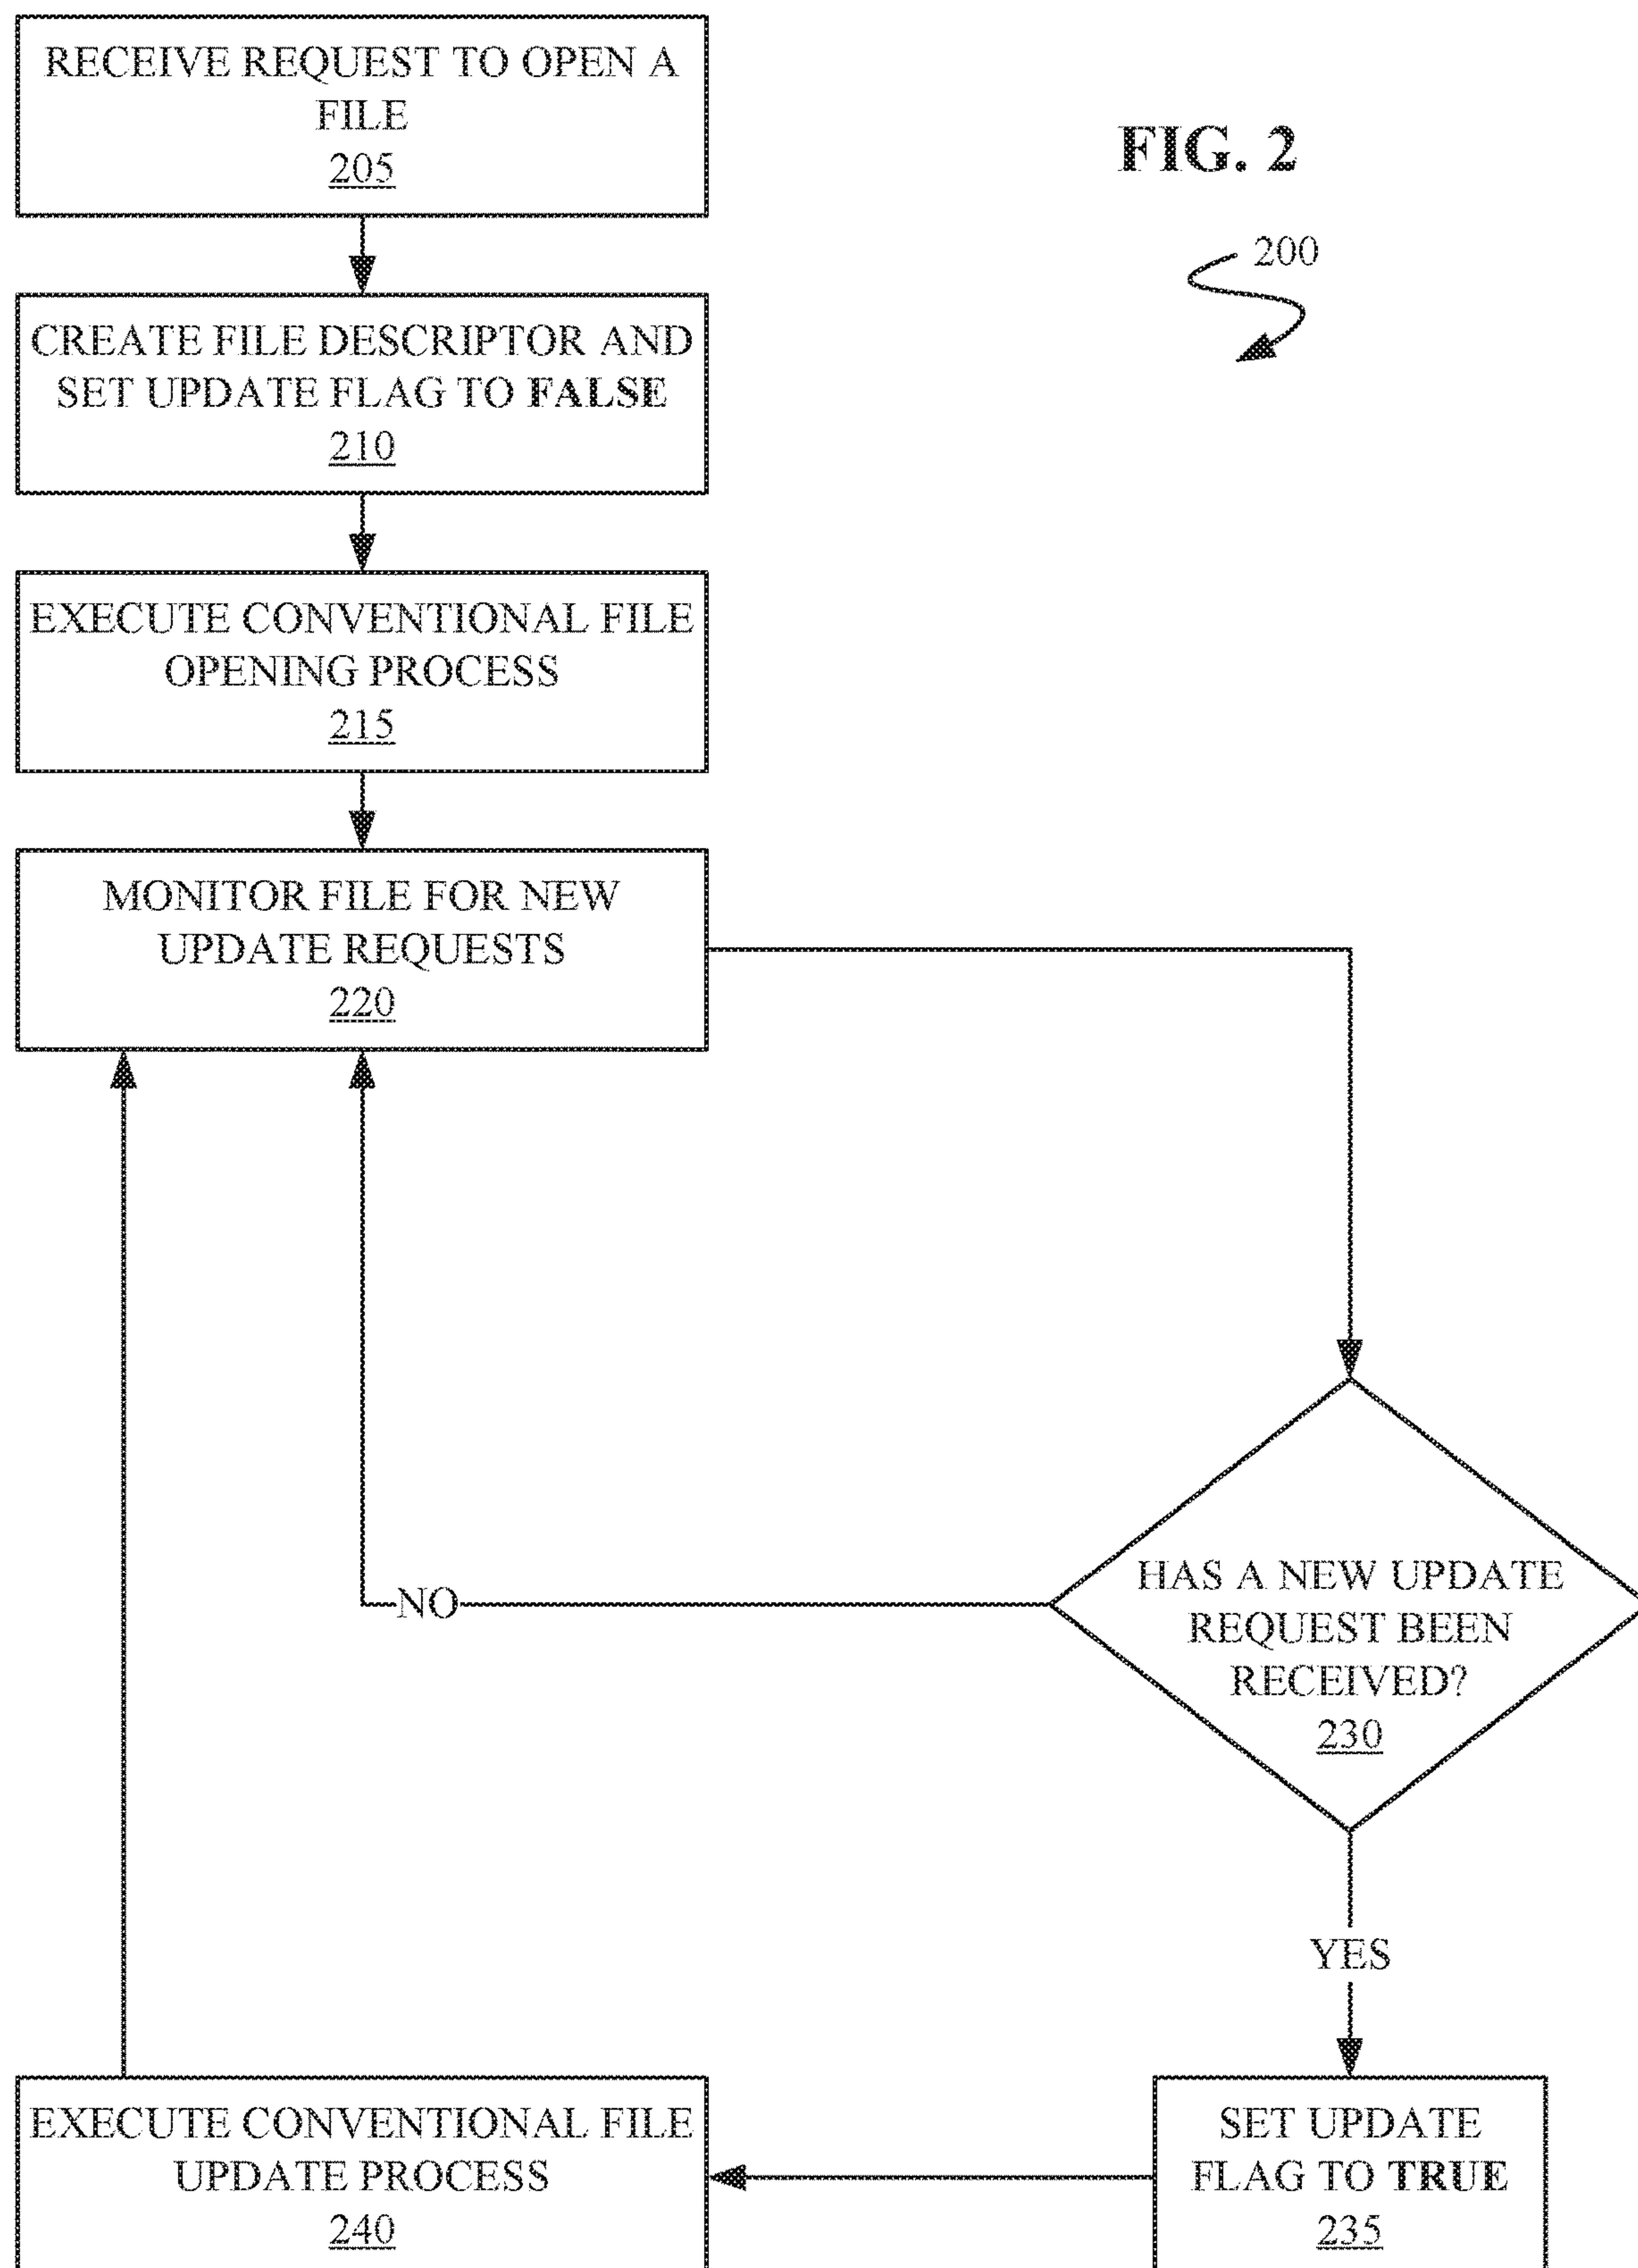 RECEIVE REQUEST TO OPEN A
FILE
205
FIG. 2
200
CREATE FILE DESCRIPTOR AND
SET UPDATE FLAG TO FALSE
210
EXECUTE CONVENTIONAL FILE
OPENING PROCESS
215
MONITOR FILE FOR NEW
UPDATE REQUESTS
220
HAS A NEW UPDATE
REQUEST BEEN
RECEIVED?
230
NO
YES
EXECUTE CONVENTIONAL FILE
UPDATE PROCESS
240
SET UPDATE
FLAG TO TRUE
235